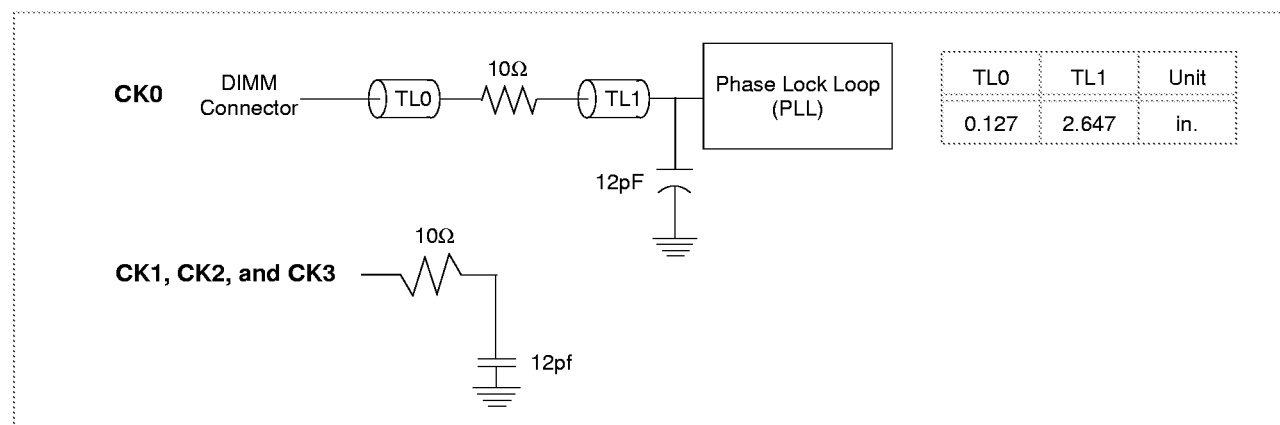 CK0
DIMM
Connector
TL0
10Ω
TL1
Phase Lock Loop
(PLL)
12pF
TL0 TL1 Unit
0.127 2.647 in.
10Ω
CK1, CK2, and CK3
12pf